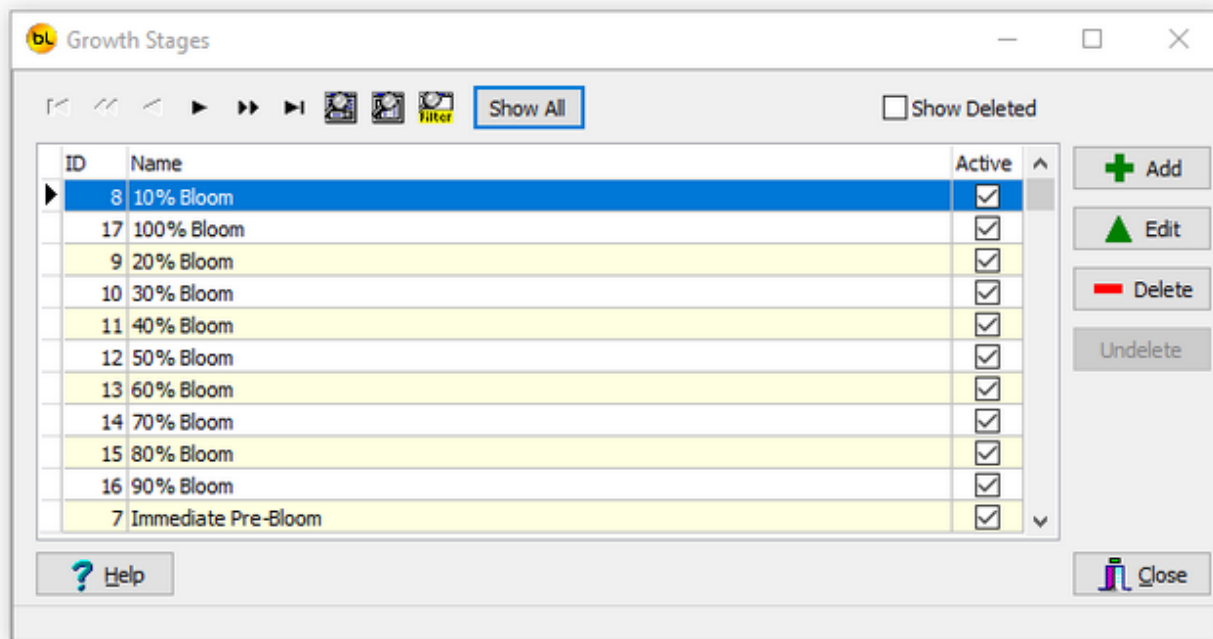 bL Growth Stages
filter Show All Show Deleted
ID Name Active
8 10% Bloom
17 100% Bloom
9 20% Bloom
10 30% Bloom
11 40% Bloom
12 50% Bloom
13 60% Bloom
14 70% Bloom
15 80% Bloom
16 90% Bloom
7 Immediate Pre-Bloom
Add
Edit
Delete
Undelete
? Help
Close